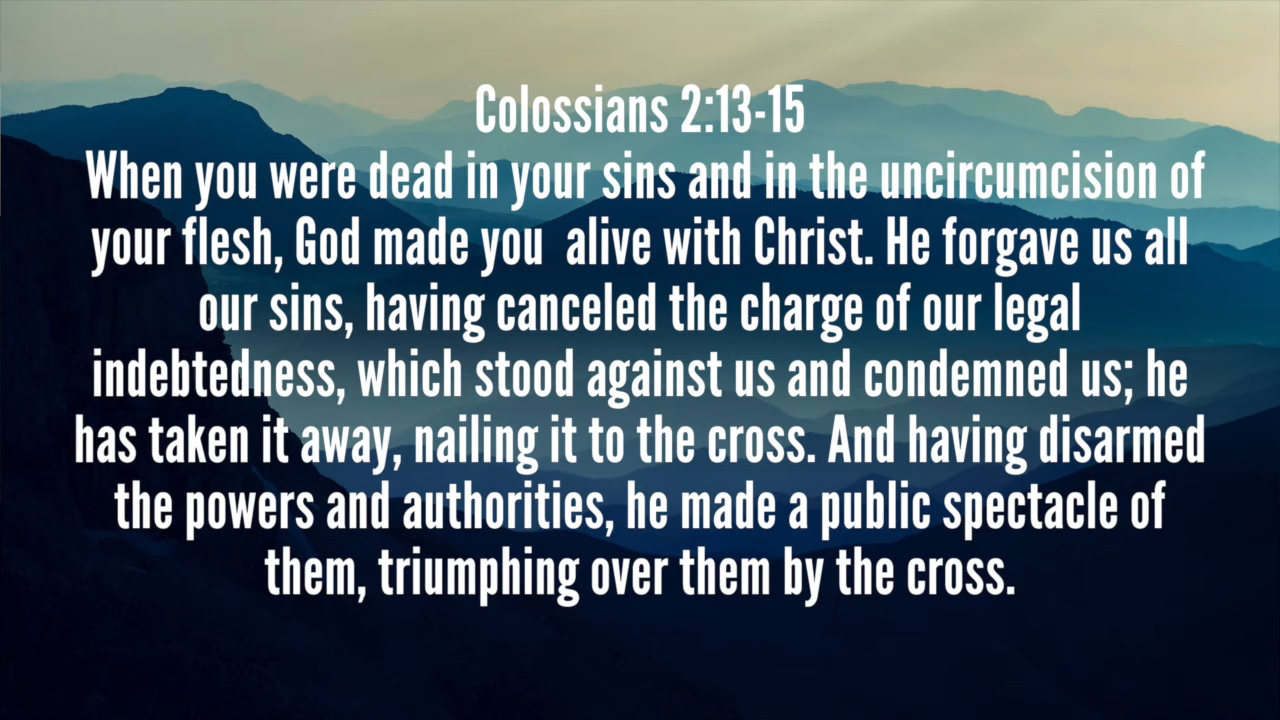 Colossians 2:13-15
When you were dead in your sins and in the uncircumcision of
your flesh, God made you  alive with Christ. He forgave us all
our sins, having canceled the charge of our legal
indebtedness, which stood against us and condemned us; he
has taken it away, nailing it to the cross. And having disarmed
the powers and authorities, he made a public spectacle of
them, triumphing over them by the cross.